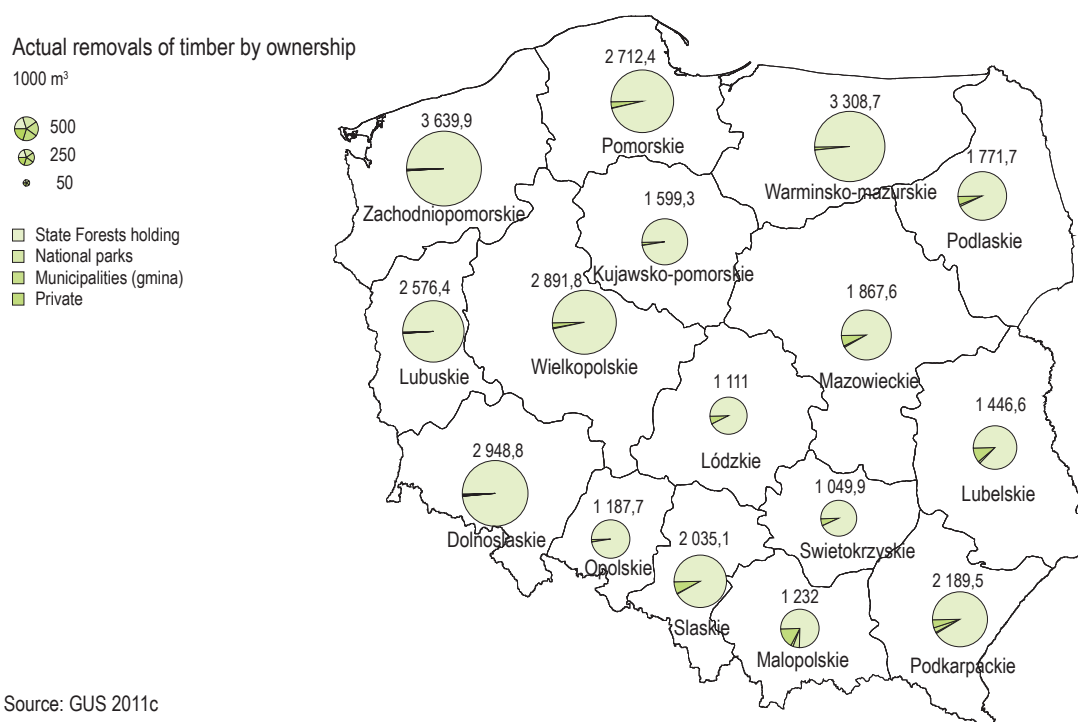 Actual removals of timber by ownership
1000 m³
500
250
50
State Forests holding
National parks
Municipalities (gmina)
Private
2 712,4
Pomorskie
3 639,9
Zachodniopomorskie
3 308,7
Warminsko-mazurskie
1 771,7
Podlaskie
1 599,3
Kujawsko-pomorskie
2 576,4
Lubuskie
2 891,8
Wielkopolskie
1 867,6
Mazowieckie
1 111
Lódzkie
1 446,6
Lubelskie
2 948,8
Dolnoslaskie
1 187,7
Opolskie
2 035,1
Slaskie
1 049,9
Swietokrzyskie
1 232
Malopolskie
2 189,5
Podkarpackie
Source: GUS 2011c